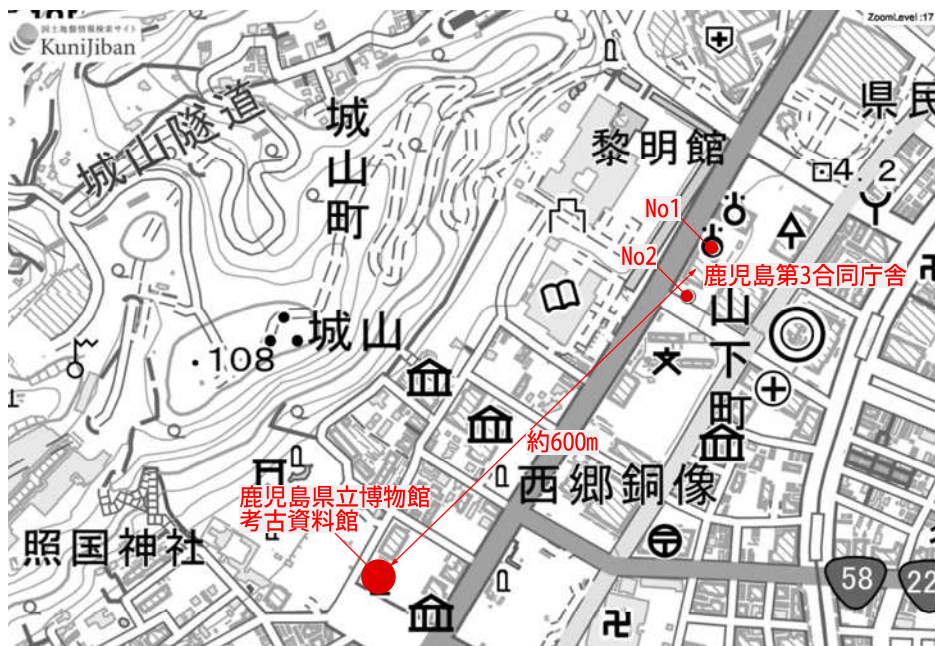 国土地盤情報検索サイト
KuniJiban
ZoomLevel :17
城山隧道
城山町
黎明館
県民
4.2
No1
No2
鹿児島第3合同庁舎
山下町
城山
108
約600m
西郷銅像
鹿児島県立博物館
考古資料館
照国神社
58
22